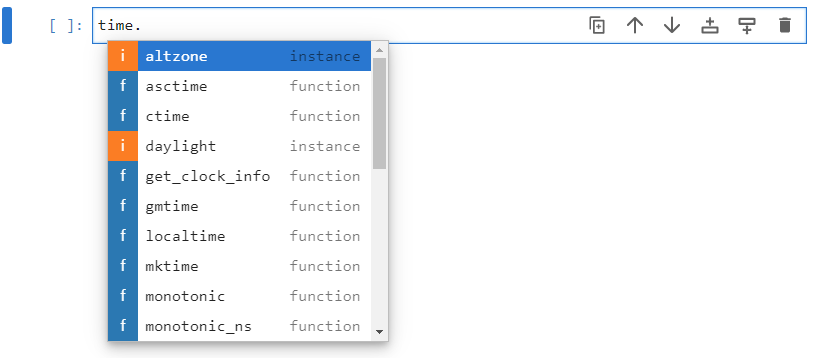 [ ]: time.
i altzone instance
f asctime function
f ctime function
i daylight instance
f get_clock_info function
f gmtime function
f localtime function
f mktime function
f monotonic function
f monotonic_ns function